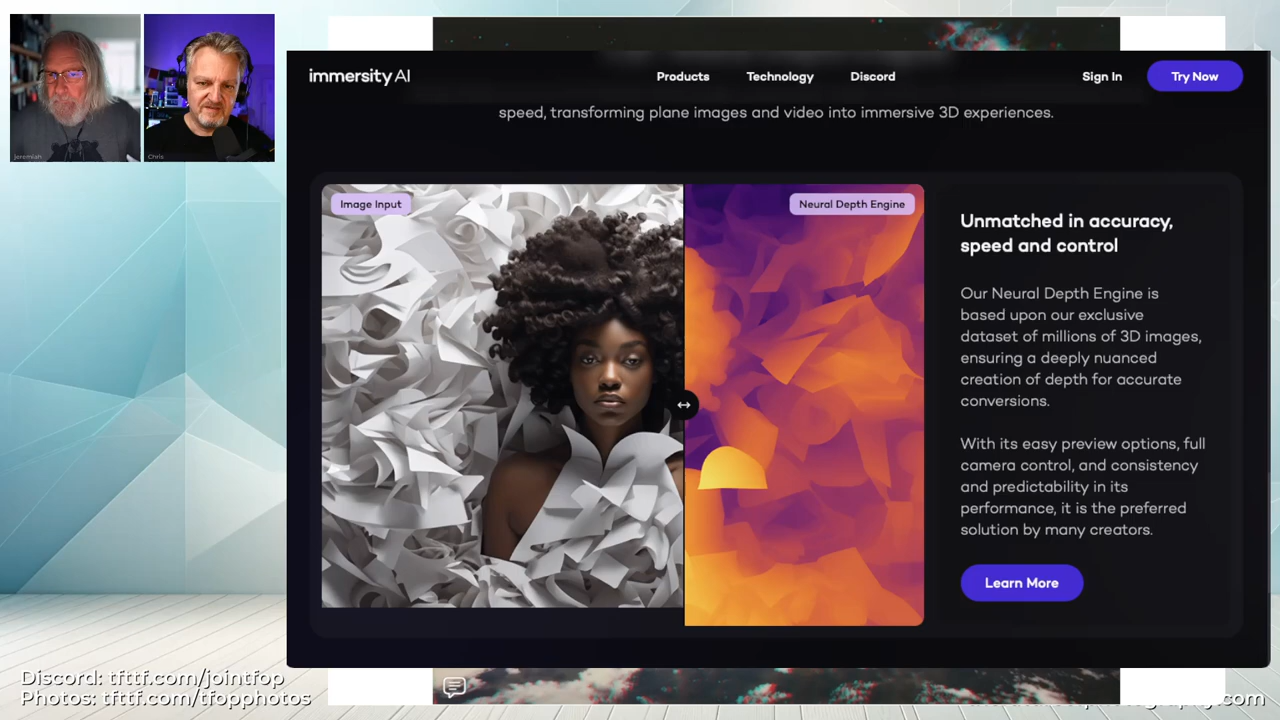 Jeremiah
Chris
immersity AI
Products
Technology
Discord
Sign In
Try Now
speed, transforming plane images and video into immersive 3D experiences.
Image Input
Neural Depth Engine
Unmatched in accuracy,
speed and control
Our Neural Depth Engine is
based upon our exclusive
dataset of millions of 3D images,
ensuring a deeply nuanced
creation of depth for accurate
conversions.
With its easy preview options, full
camera control, and consistency
and predictability in its
performance, it is the preferred
solution by many creators.
Learn More
Discord: tfttf.com/jointfop
Photos: tfttf.com/tfopphotos